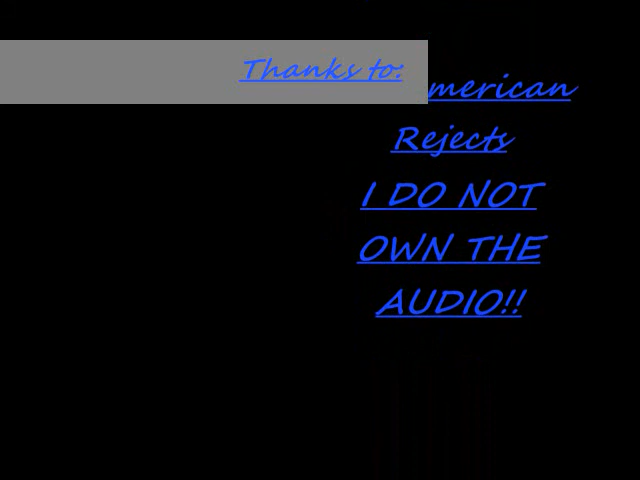 Thanks to:
merican
Rejects
I DO NOT
OWN THE
AUDIO!!